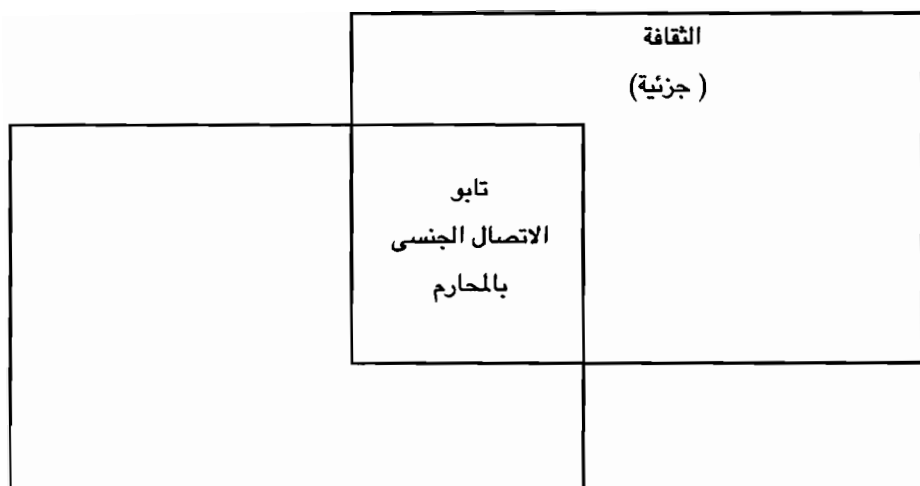 الثقافة
( جزئية)
تابو
الاتصال الجنسى
بالمحارم